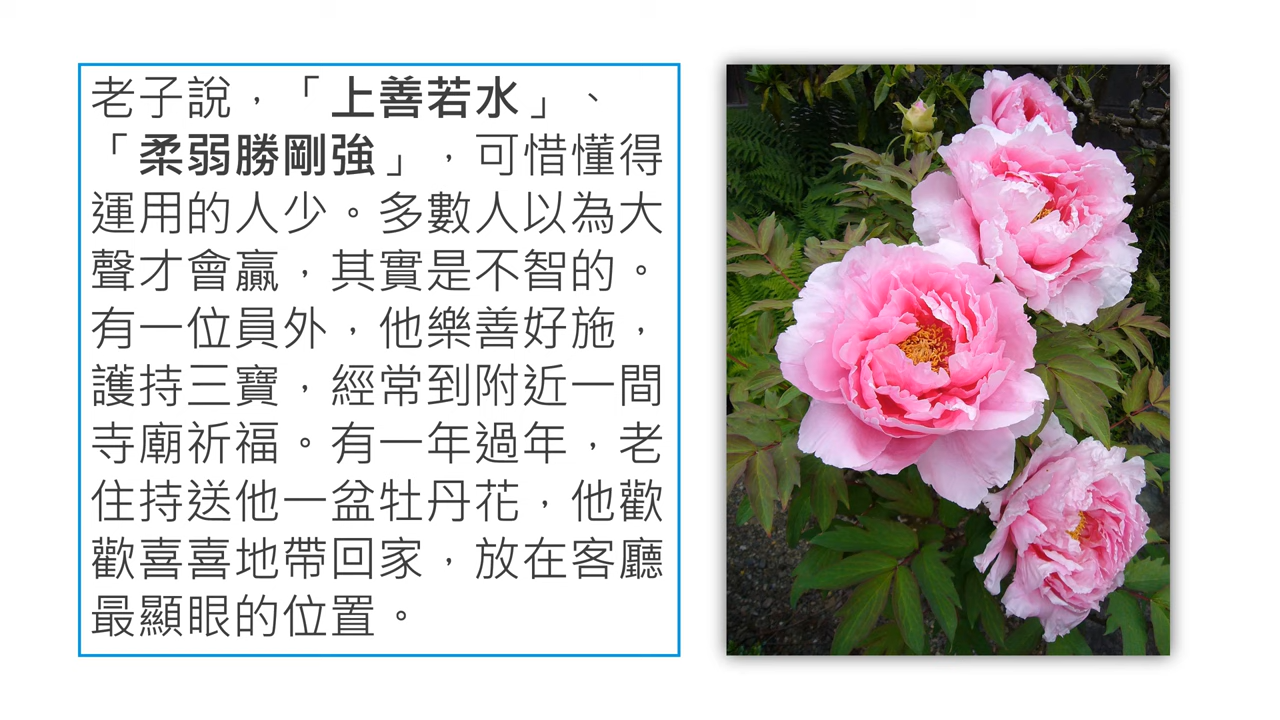 老子說，「上善若水」、
「柔弱勝剛強」，可惜懂得
運用的人少。多數人以為大
聲才會贏，其實是不智的。
有一位員外，他樂善好施，
護持三寶，經常到附近一間
寺廟祈福。有一年過年，老
住持送他一盆牡丹花，他歡
歡喜喜地帶回家，放在客廳
最顯眼的位置。